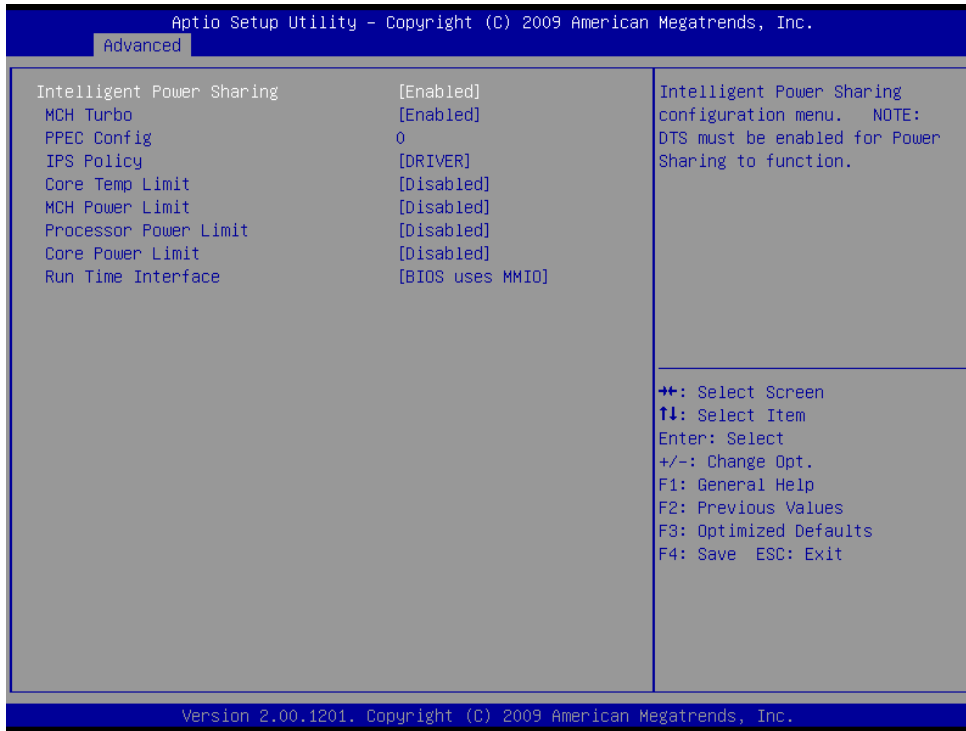 Aptio Setup Utility – Copyright (C) 2009 American Megatrends, Inc.
Advanced
Intelligent Power Sharing [Enabled]
MCH Turbo [Enabled]
PPEC Config 0
IPS Policy [DRIVER]
Core Temp Limit [Disabled]
MCH Power Limit [Disabled]
Processor Power Limit [Disabled]
Core Power Limit [Disabled]
Run Time Interface [BIOS uses MMIO]
Intelligent Power Sharing
configuration menu. NOTE:
DTS must be enabled for Power
Sharing to function.
→←: Select Screen
↑↓: Select Item
Enter: Select
+/-: Change Opt.
F1: General Help
F2: Previous Values
F3: Optimized Defaults
F4: Save ESC: Exit
Version 2.00.1201. Copyright (C) 2009 American Megatrends, Inc.